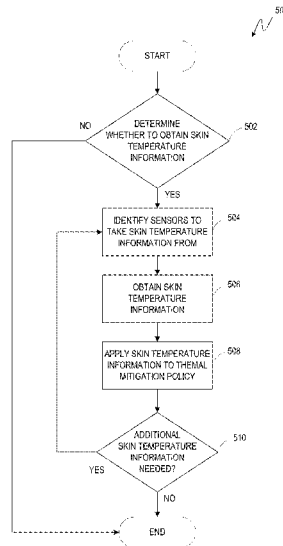 50
START
DETERMINE
WHETHER TO OBTAIN SKIN
TEMPERATURE
INFORMATION
502
NO
YES
IDENTIFY SENSORS TO
TAKE SKIN TEMPERATURE
INFORMATION FROM
504
OBTAIN SKIN
TEMPERATURE
INFORMATION
506
APPLY SKIN TEMPERATURE
INFORMATION TO THEMAL
MITIGATION POLICY
508
ADDITIONAL
SKIN TEMPERATURE
INFORMATION
NEEDED?
510
YES
NO
END